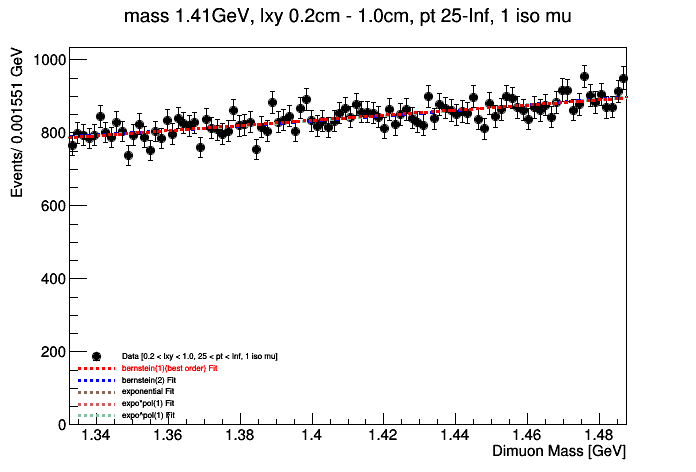 mass 1.41GeV, lxy 0.2cm - 1.0cm, pt 25-Inf, 1 iso mu
Events/ 0.001551 GeV
1000
800
600
400
200
0
Data [0.2 < lxy < 1.0, 25 < pt < Inf, 1 iso mu]
bernstein(1)(best order) Fit
bernstein(2) Fit
exponential Fit
expo*pol(1) Fit
expo^pol(1) Fit
1.34 1.36 1.38 1.4 1.42 1.44 1.46 1.48
Dimuon Mass [GeV]